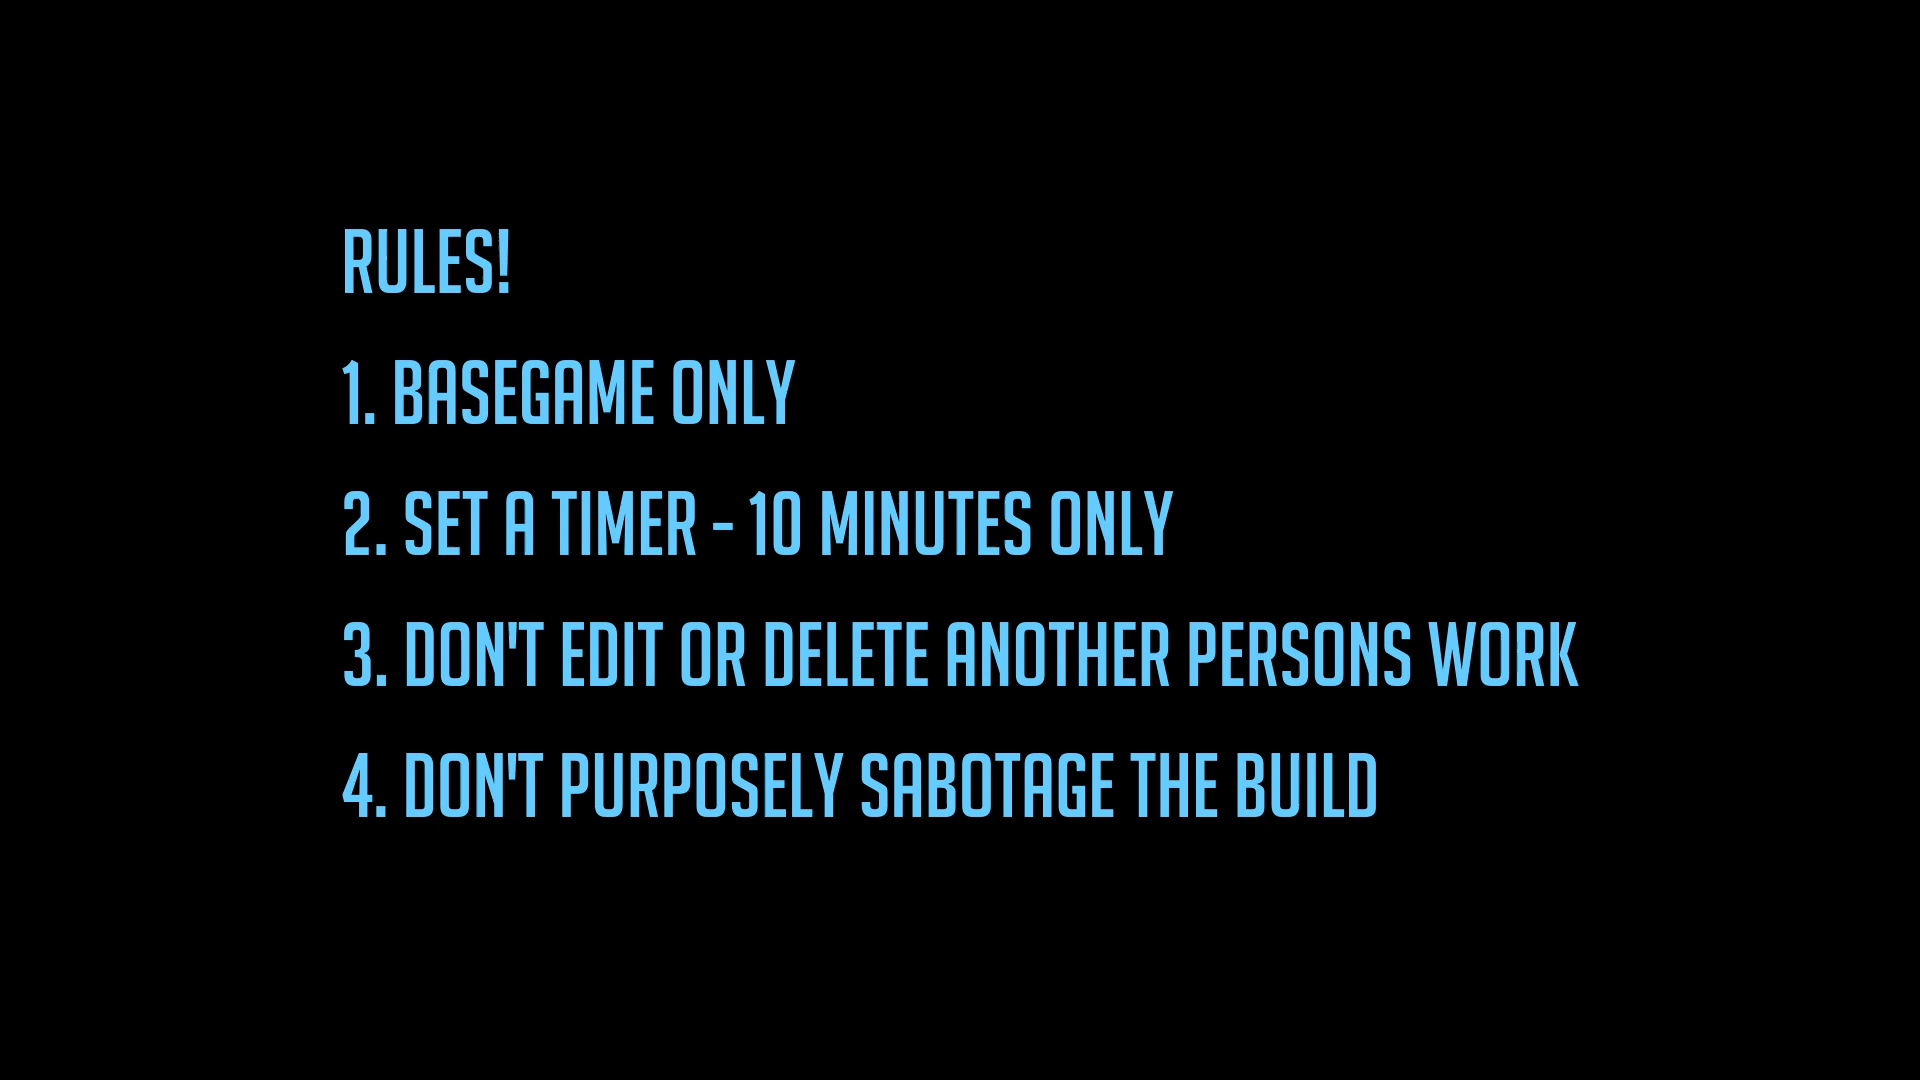 RULES!
1. BASEGAME ONLY
2. SET A TIMER - 10 MINUTES ONLY
3. DON'T EDIT OR DELETE ANOTHER PERSONS WORK
4. DON'T PURPOSELY SABOTAGE THE BUILD